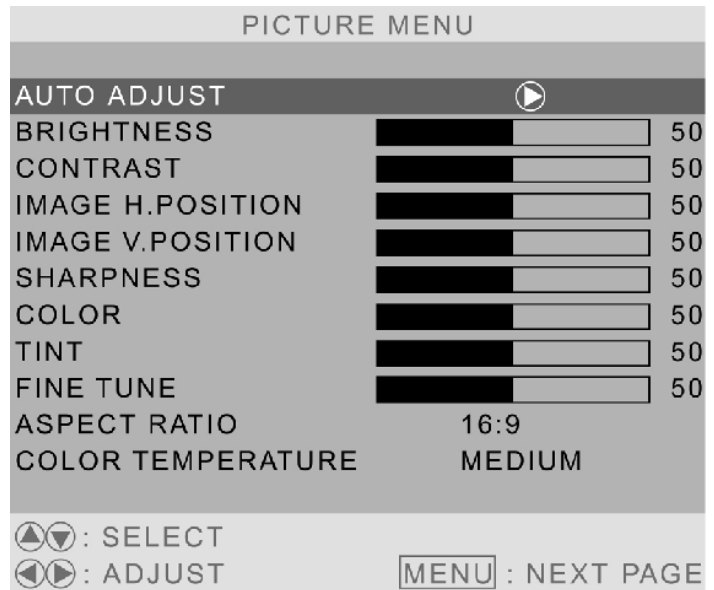 PICTURE MENU
AUTO ADJUST
BRIGHTNESS 50
CONTRAST 50
IMAGE H.POSITION 50
IMAGE V.POSITION 50
SHARPNESS 50
COLOR 50
TINT 50
FINE TUNE 50
ASPECT RATIO 16:9
COLOR TEMPERATURE MEDIUM
: SELECT
: ADJUST MENU : NEXT PAGE